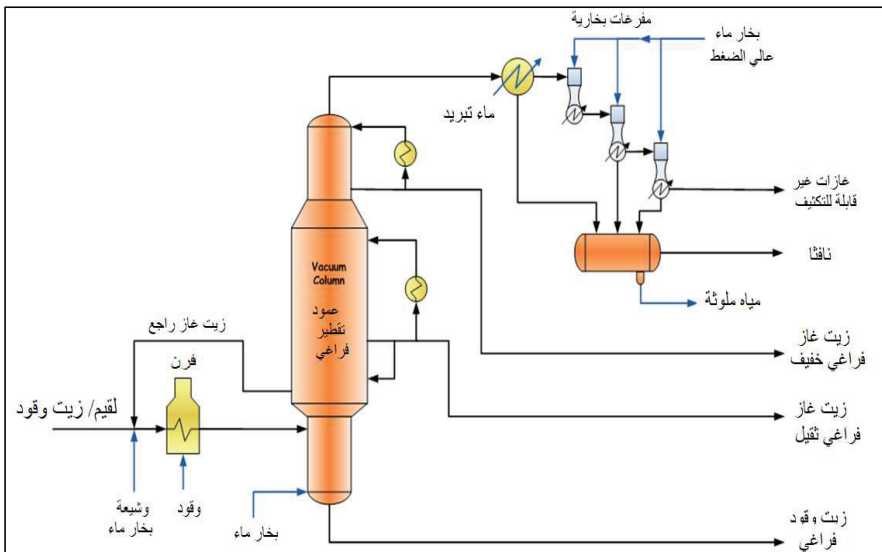 مفرغات بخارية
بخار ماء
عالي الضغط
ماء تبريد
غازات غير
قابلة للتكثيف
نافثا
مياه ملوثة
Vacuum
Column
عمود
تقطير
فراغي
زيت غاز راجع
فرن
لقيم/ زيت وقود
زيت غاز
فراغي خفيف
زيت غاز
فراغي ثقيل
وشيعة
بخار ماء
وقود
بخار ماء
زيت وقود
فراغي